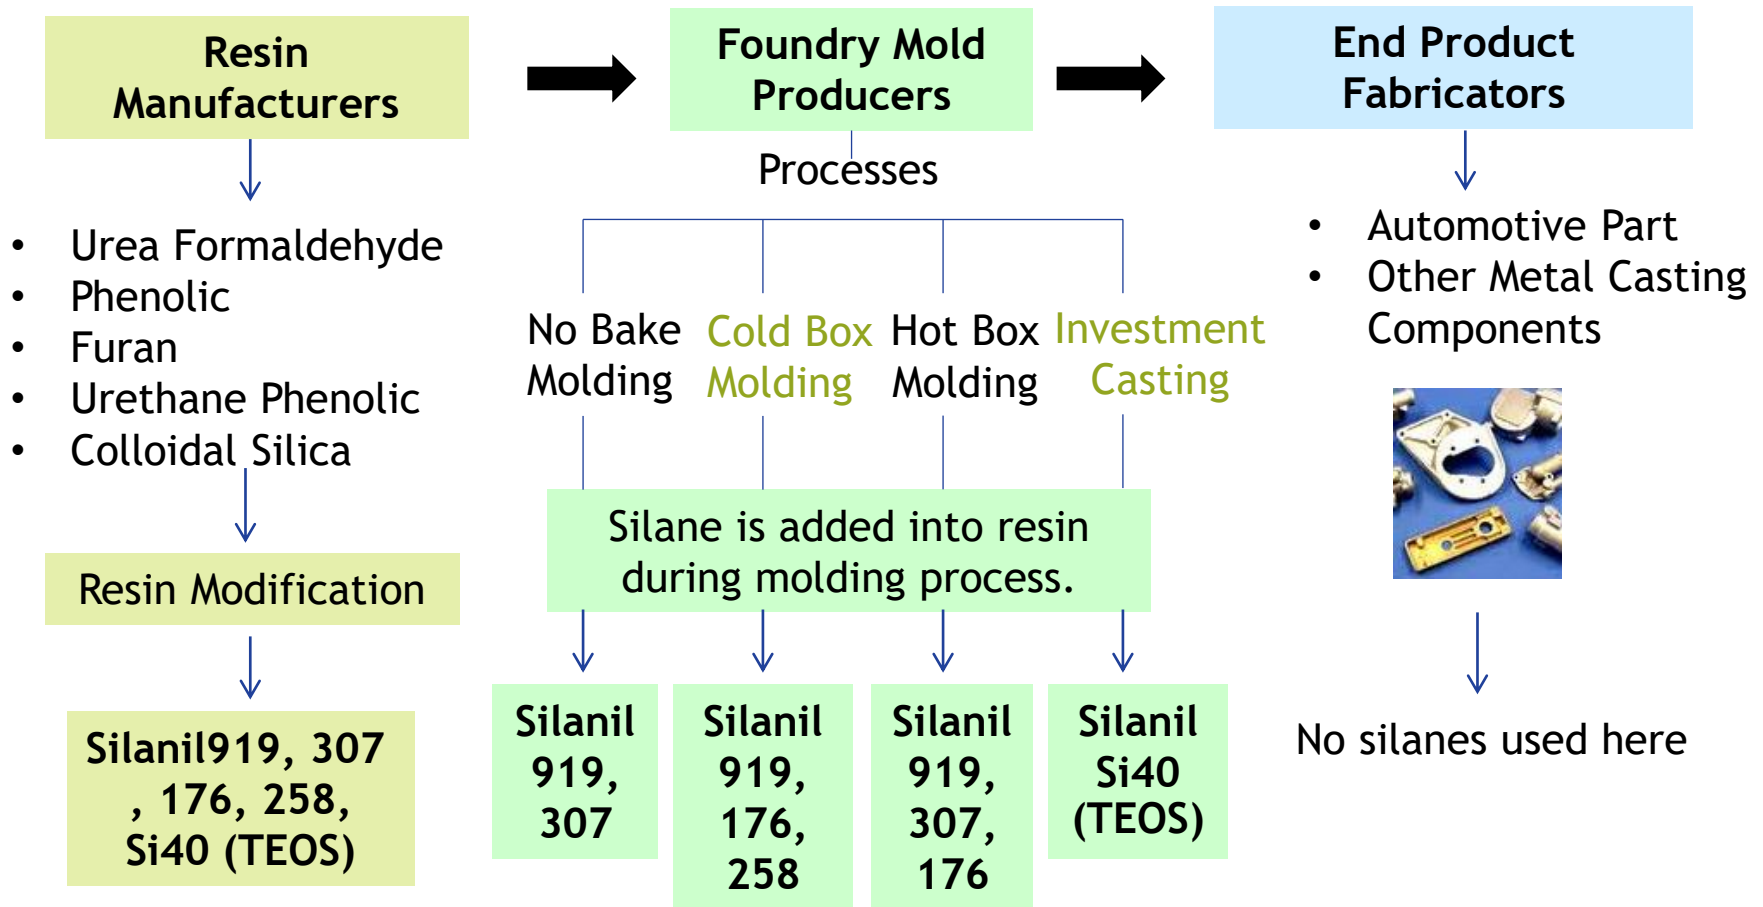 Resin
Manufacturers
Foundry Mold
Producers
End Product
Fabricators
Processes
• Urea Formaldehyde
• Phenolic
• Furan
• Urethane Phenolic
• Colloidal Silica
No Bake
Molding
Cold Box
Molding
Hot Box
Molding
Investment
Casting
• Automotive Part
• Other Metal Casting
Components
Silane is added into resin
during molding process.
Resin Modification
Silanil919, 307
, 176, 258,
Si40 (TEOS)
Silanil
919,
307
Silanil
919,
176,
258
Silanil
919,
307,
176
Silanil
Si40
(TEOS)
No silanes used here